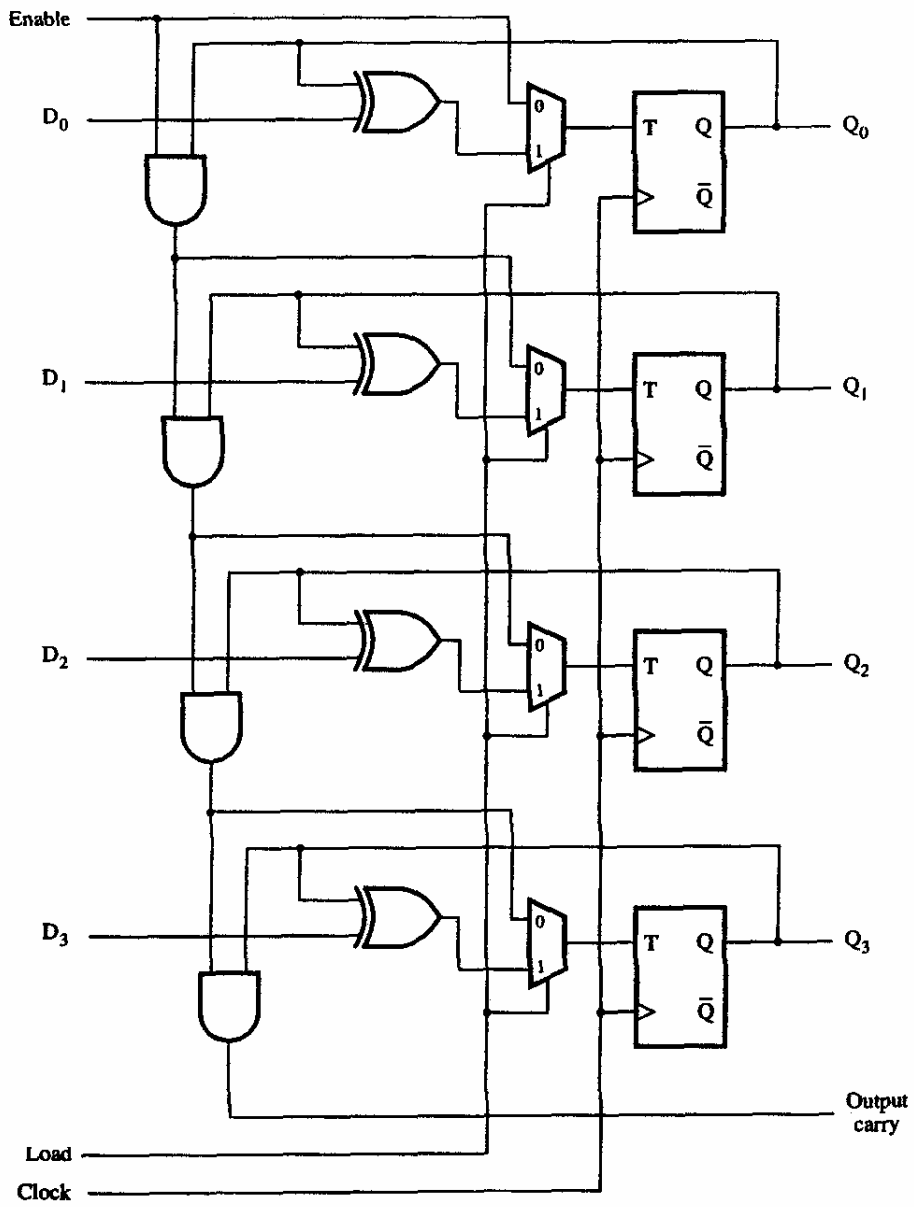 Enable
D0
0
1
T Q
Q̅
Q0
D1
0
1
T Q
Q̅
Q1
D2
0
1
T Q
Q̅
Q2
D3
0
1
T Q
Q̅
Q3
Output
carry
Load
Clock